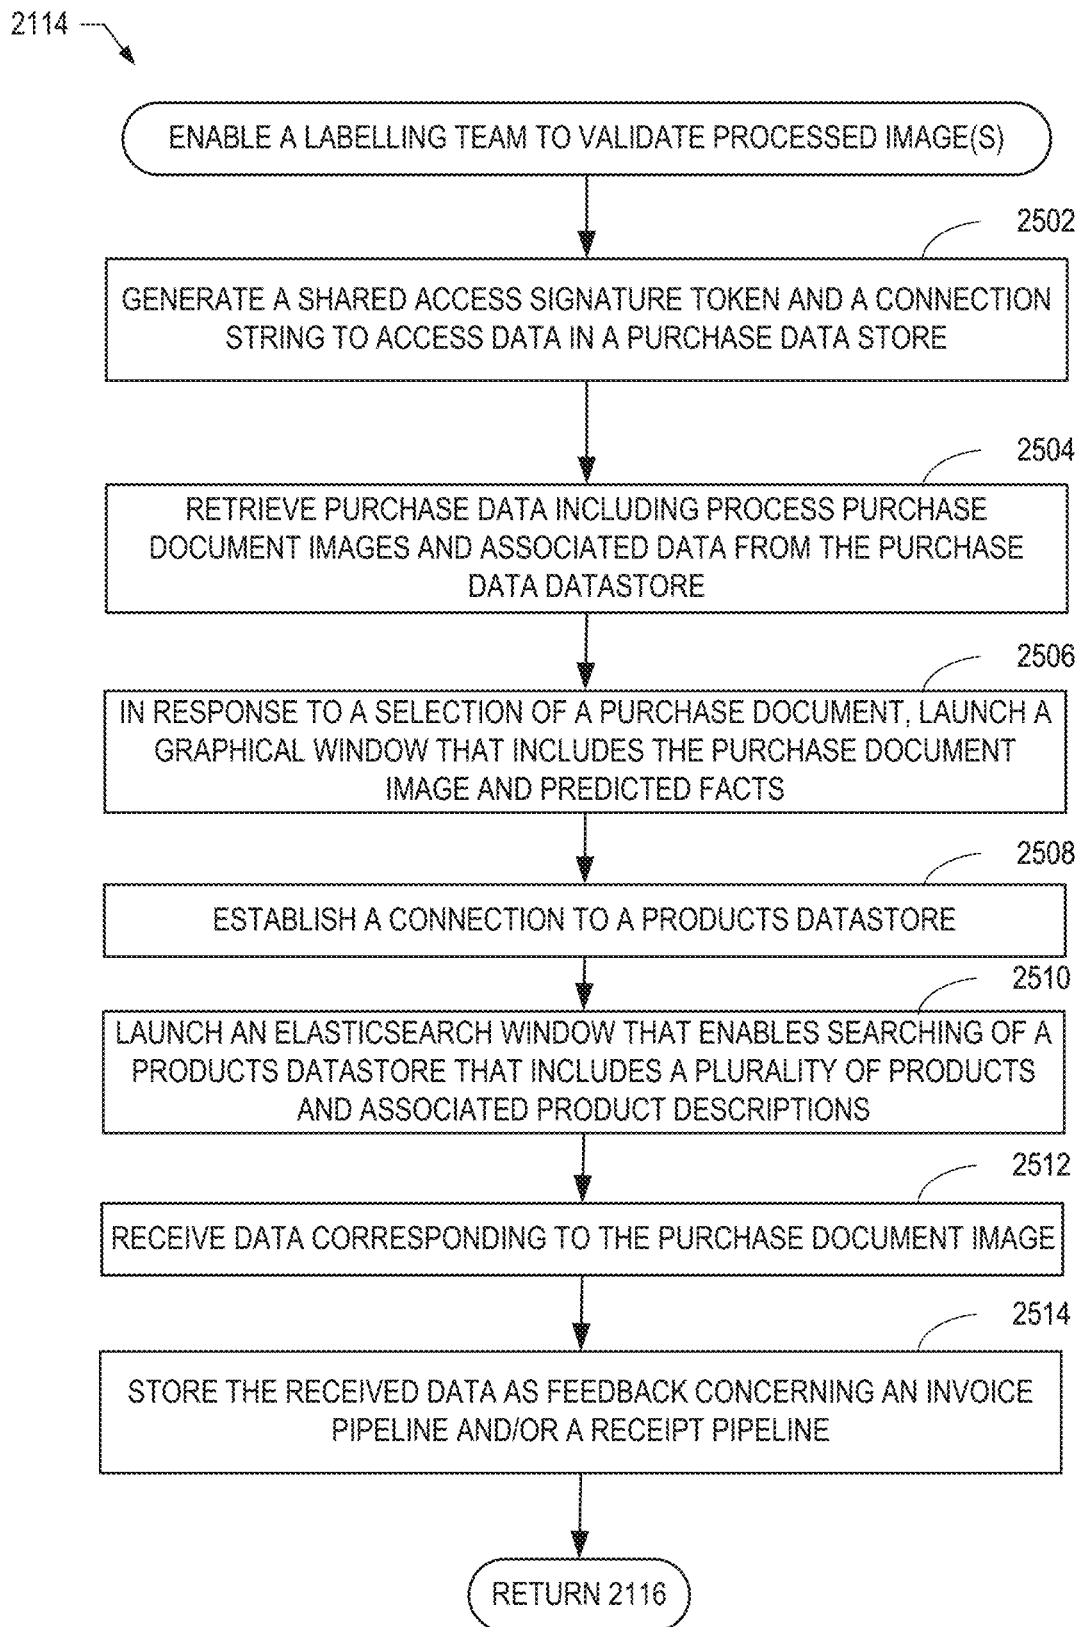 2114
ENABLE A LABELLING TEAM TO VALIDATE PROCESSED IMAGE(S)
2502
GENERATE A SHARED ACCESS SIGNATURE TOKEN AND A CONNECTION
STRING TO ACCESS DATA IN A PURCHASE DATA STORE
2504
RETRIEVE PURCHASE DATA INCLUDING PROCESS PURCHASE
DOCUMENT IMAGES AND ASSOCIATED DATA FROM THE PURCHASE
DATA DATASTORE
2506
IN RESPONSE TO A SELECTION OF A PURCHASE DOCUMENT, LAUNCH A
GRAPHICAL WINDOW THAT INCLUDES THE PURCHASE DOCUMENT
IMAGE AND PREDICTED FACTS
2508
ESTABLISH A CONNECTION TO A PRODUCTS DATASTORE
2510
LAUNCH AN ELASTICSEARCH WINDOW THAT ENABLES SEARCHING OF A
PRODUCTS DATASTORE THAT INCLUDES A PLURALITY OF PRODUCTS
AND ASSOCIATED PRODUCT DESCRIPTIONS
2512
RECEIVE DATA CORRESPONDING TO THE PURCHASE DOCUMENT IMAGE
2514
STORE THE RECEIVED DATA AS FEEDBACK CONCERNING AN INVOICE
PIPELINE AND/OR A RECEIPT PIPELINE
RETURN 2116